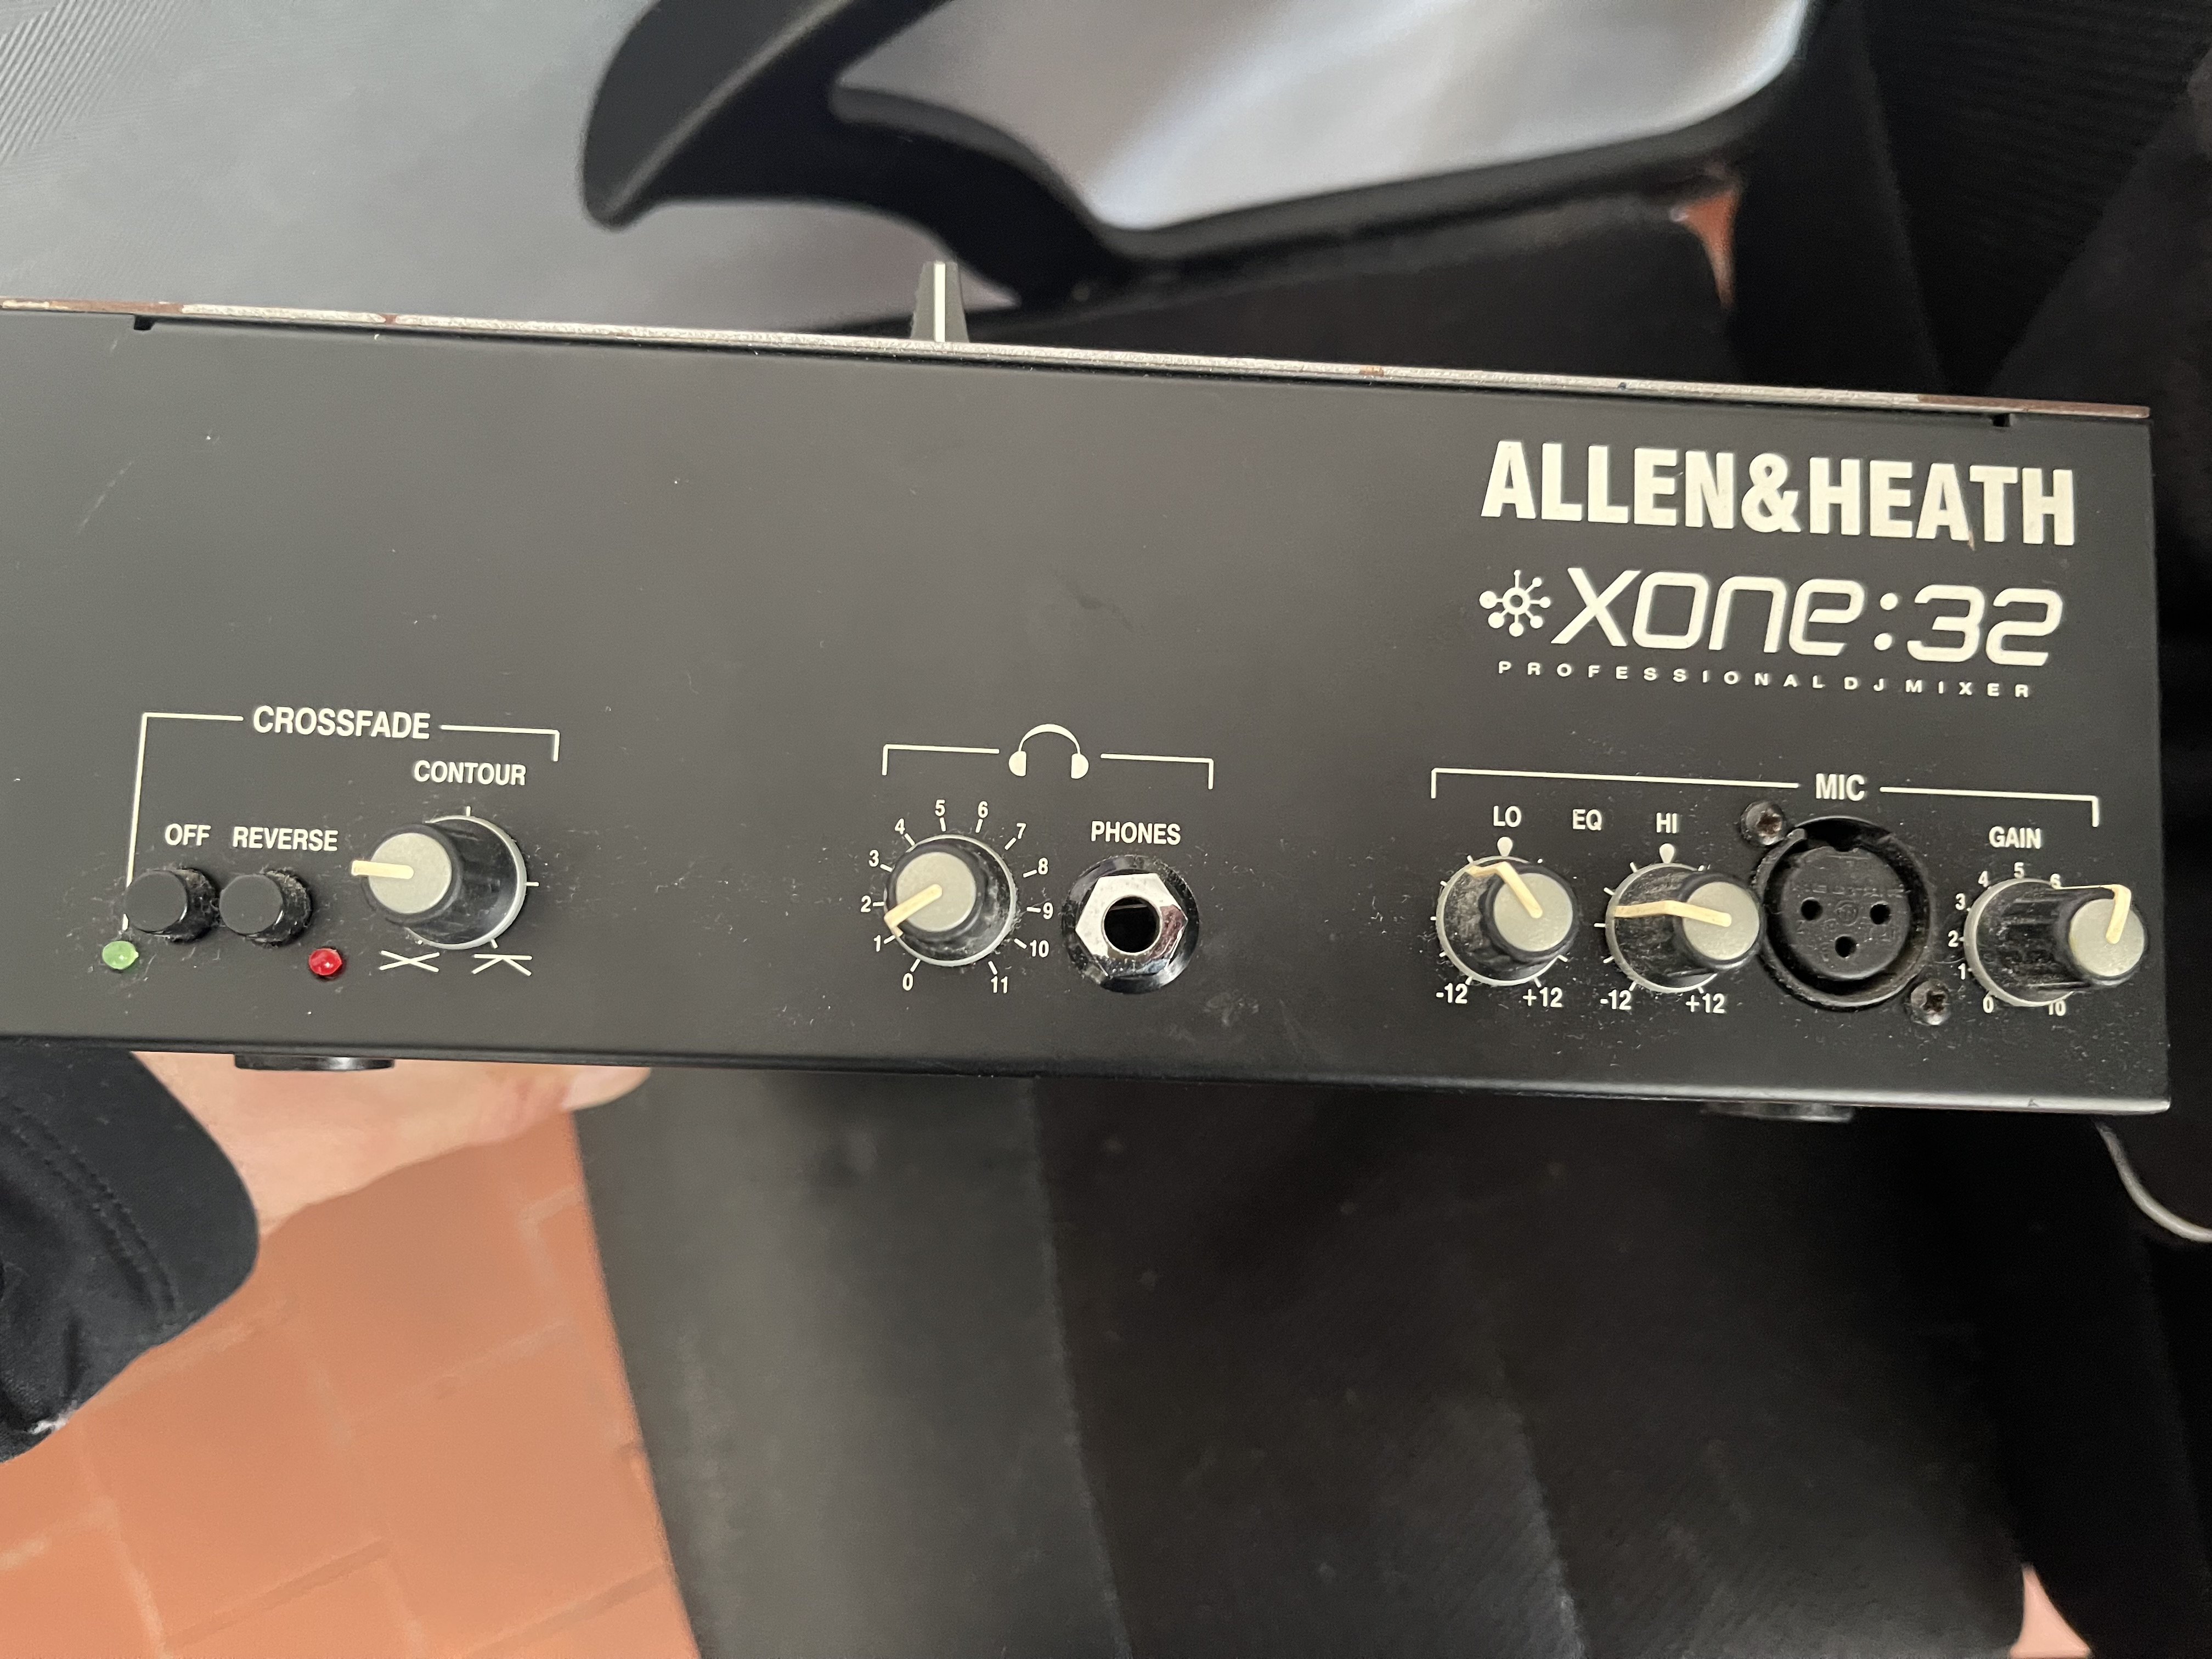 ALLEN&HEATH
xone:32
PROFESSIONAL DJ MIXER
CROSSFADE
CONTOUR
OFF REVERSE
0 1 2 3 4 5 6 7 8 9 10 11
PHONES
MIC
LO EQ HI
-12 +12 -12 +12
GAIN
0 1 2 3 4 5 6 10